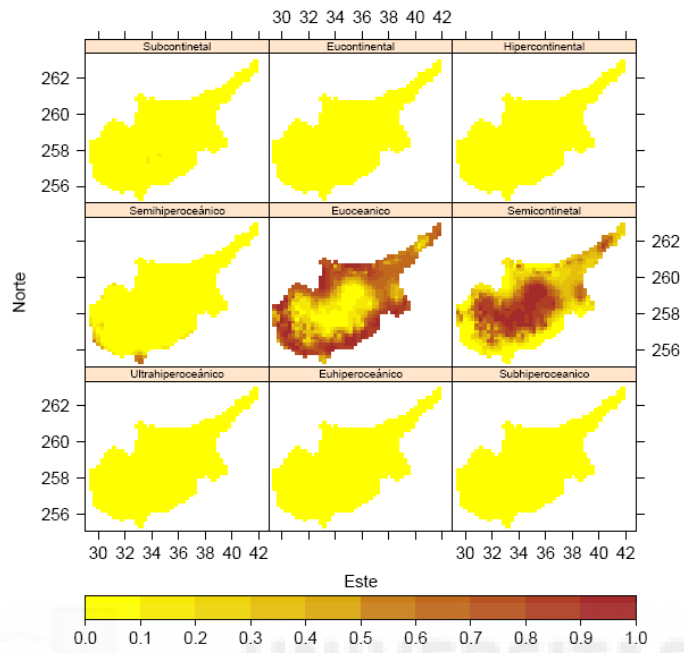 30 32 34 36 38 40 42
Subcontinetal Eucontinental Hipercontinental
262
260
258
256
Semihiperoceánico Euoceanico Semicontinetal
262
260
258
256
Ultrahiperoceánico Euhiperoceánico Subhiperoceanico
262
260
258
256
30 32 34 36 38 40 42 30 32 34 36 38 40 42
Norte
Este
0.0 0.1 0.2 0.3 0.4 0.5 0.6 0.7 0.8 0.9 1.0